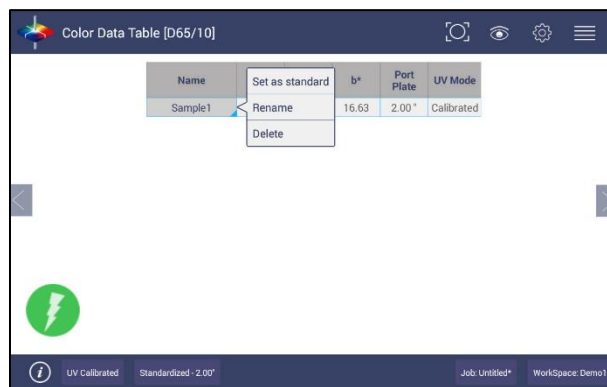 Color Data Table [D65/10]
Name b* Port Plate UV Mode
Sample1 16.63 2.00" Calibrated
Set as standard
Rename
Delete
UV Calibrated Standardized - 2.00" Job: Untitled* WorkSpace: Demo1